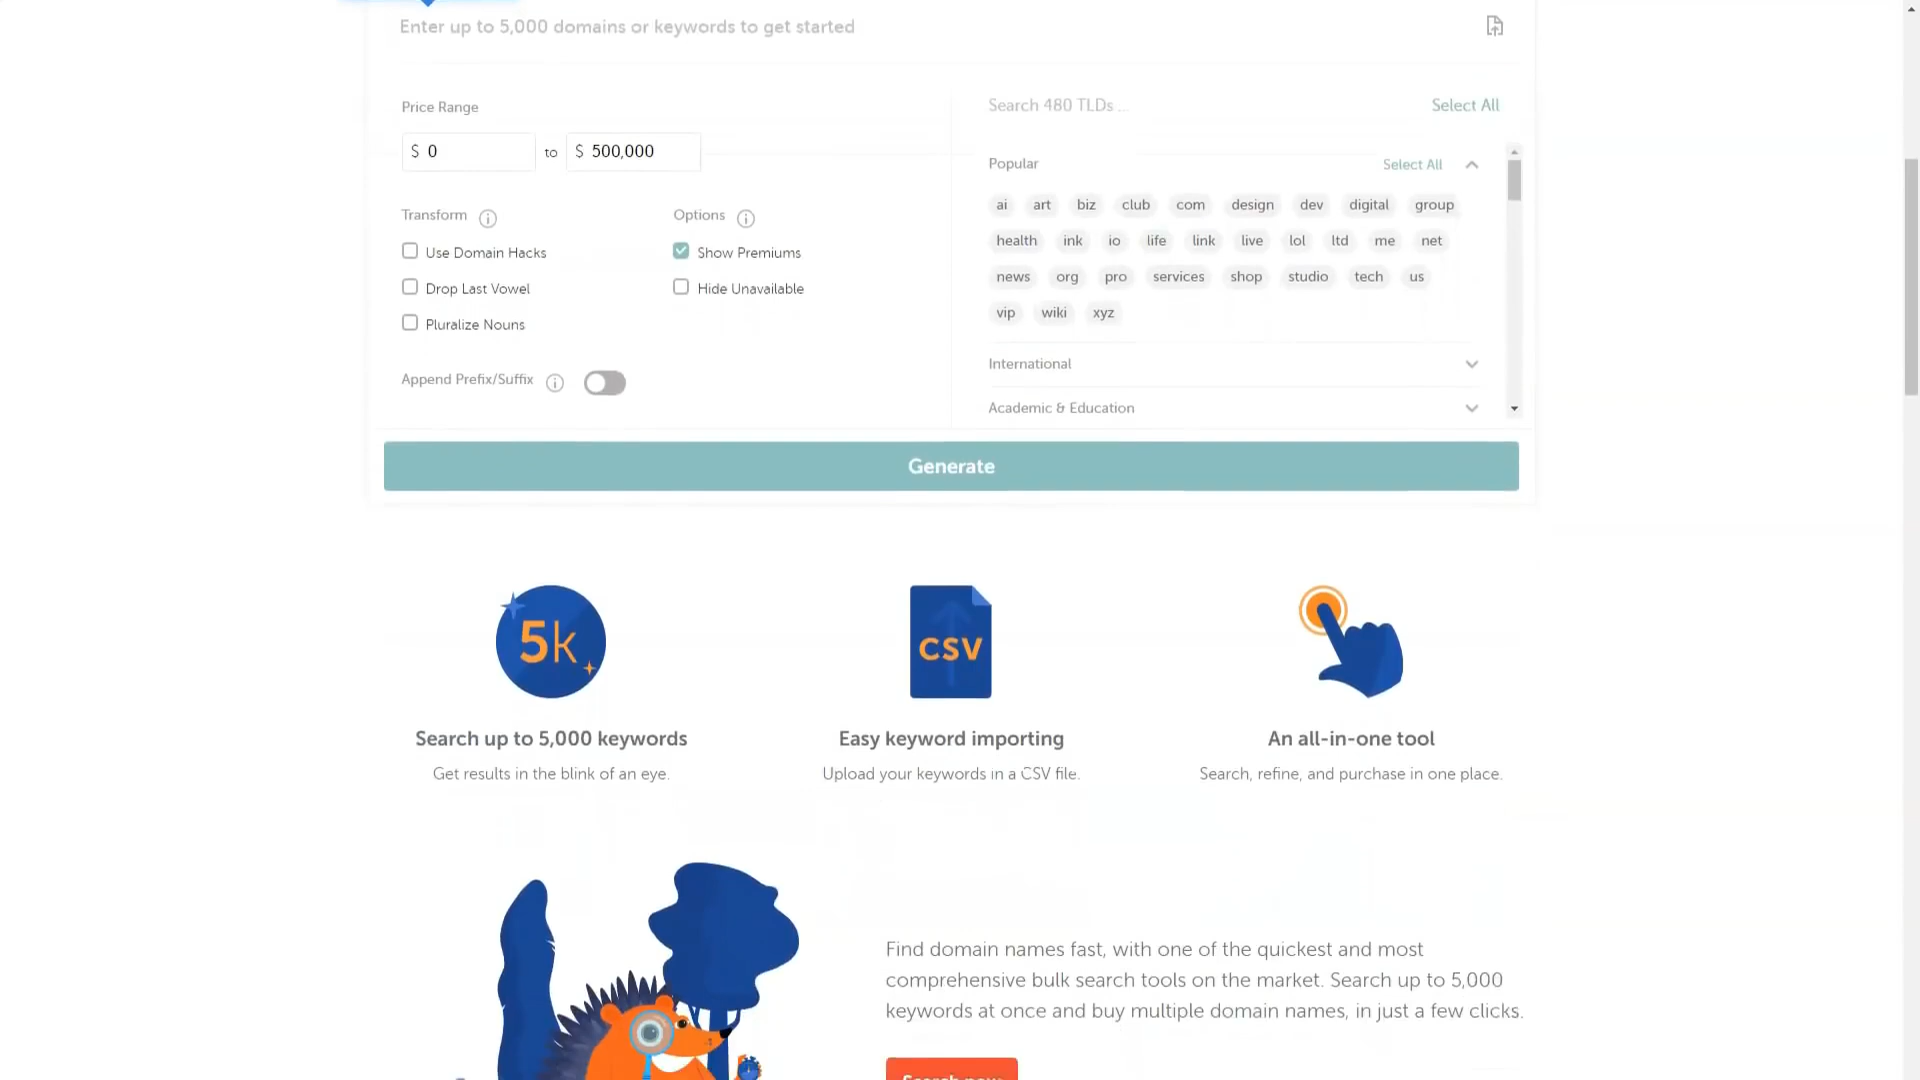 Enter up to 5,000 domains or keywords to get started
Price Range
$ 0 to $ 500,000
Transform
Options
Use Domain Hacks
Show Premiums
Drop Last Vowel
Hide Unavailable
Pluralize Nouns
Append Prefix/Suffix
Search 480 TLDs ...
Select All
Popular
Select All
ai art biz club com design dev digital group
health ink io life link live lol ltd me net
news org pro services shop studio tech us
vip wiki xyz
International
Academic & Education
Generate
5k
CSV
Search up to 5,000 keywords
Get results in the blink of an eye.
Easy keyword importing
Upload your keywords in a CSV file.
An all-in-one tool
Search, refine, and purchase in one place.
Find domain names fast, with one of the quickest and most
comprehensive bulk search tools on the market. Search up to 5,000
keywords at once and buy multiple domain names, in just a few clicks.
Search now